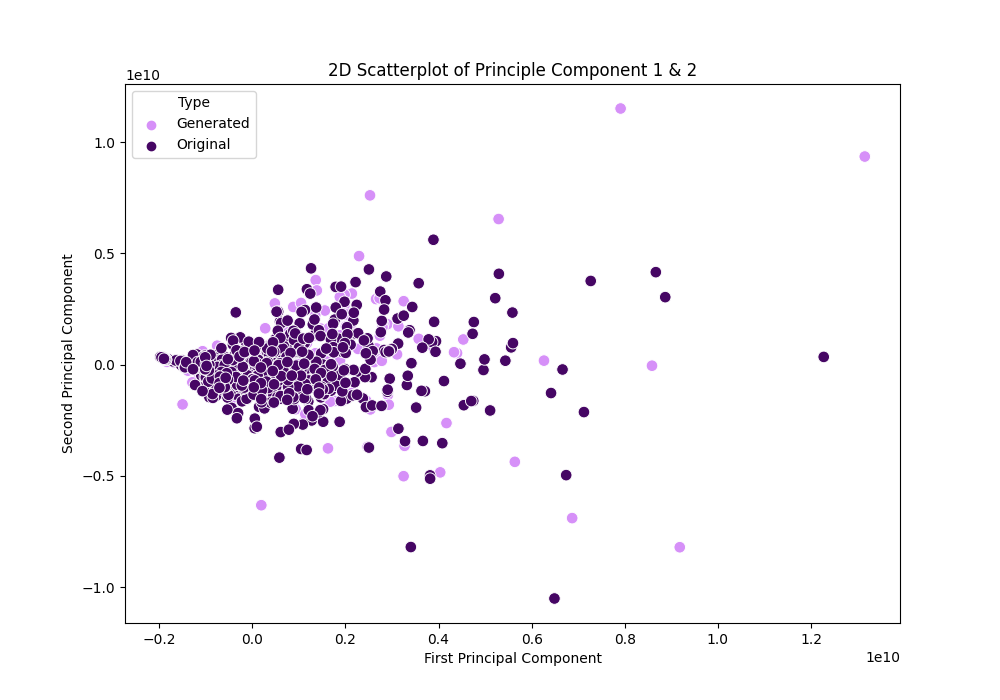 2D Scatterplot of Principle Component 1 & 2
1e10
Type
Generated
Original
1.0
0.5
0.0
−0.5
−1.0
Second Principal Component
−0.2
0.0
0.2
0.4
0.6
0.8
1.0
1.2
First Principal Component
1e10